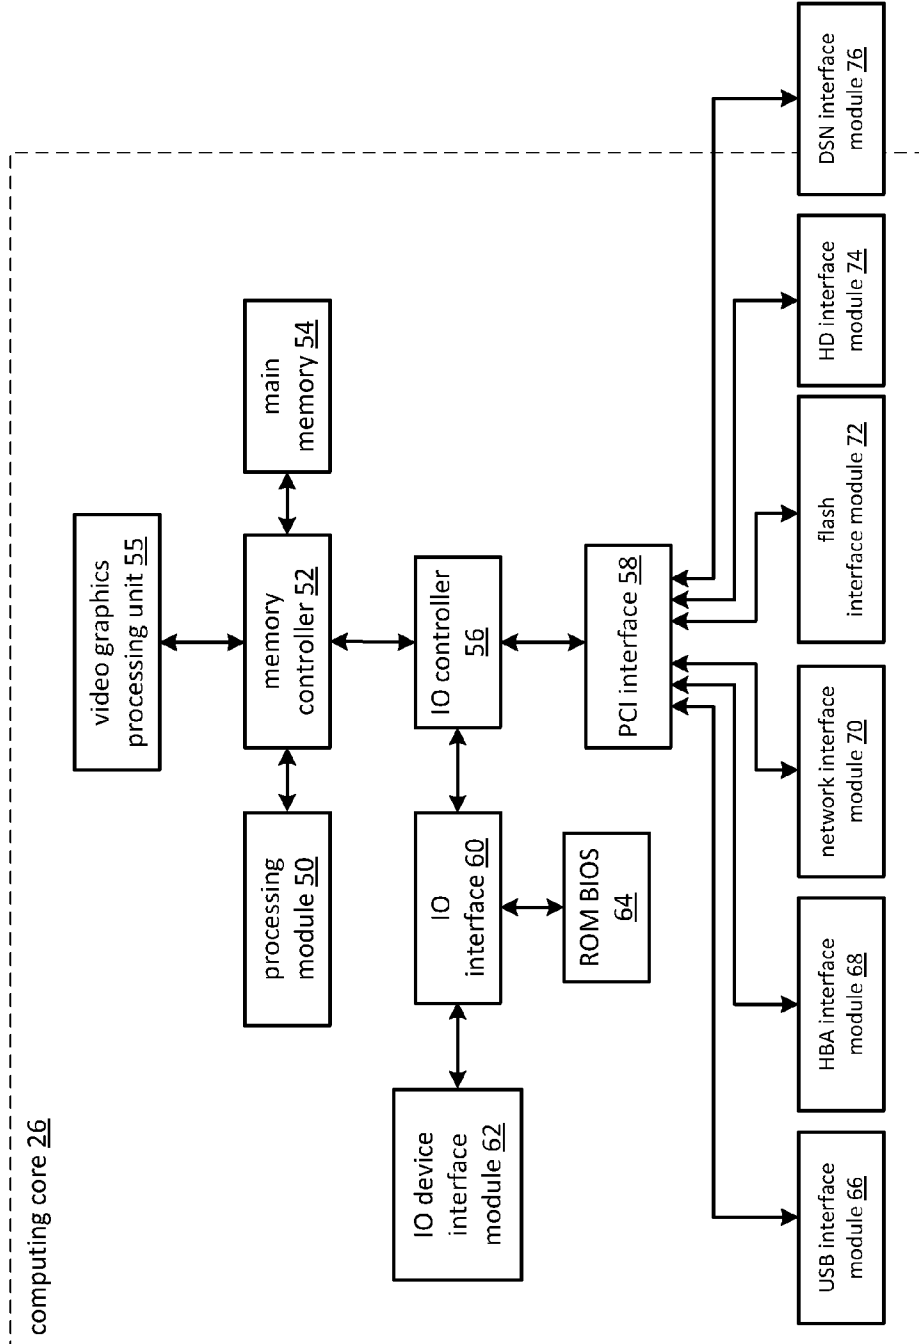 computing core 26
video graphics
processing unit 55
processing
module 50
memory
controller 52
main
memory 54
IO device
interface
module 62
IO
interface 60
IO controller
56
ROM BIOS
64
PCI interface 58
USB interface
module 66
HBA interface
module 68
network interface
module 70
flash
interface module 72
HD interface
module 74
DSN interface
module 76